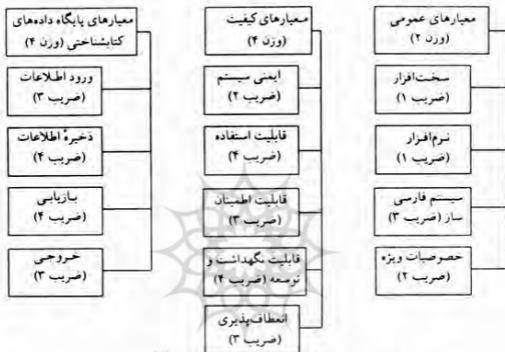 معیارهای عمومی
(وزن ۲)
سخت‌افزار
(ضریب ۱)
نرم‌افزار
(ضریب ۱)
سیستم فارسی
ساز (ضریب ۳)
خصوصیات ویژه
(ضریب ۲)
معیارهای کیفیت
(وزن ۴)
ایمنی سیستم
(ضریب ۲)
قابلیت استفاده
(ضریب ۴)
قابلیت اطمینان
(ضریب ۳)
قابلیت نگهداشت و
توسعه (ضریب ۴)
انعطاف‌پذیری
(ضریب ۳)
معیارهای پایگاه داده‌های
کتابشناختی (وزن ۴)
ورود اطلاعات
(ضریب ۳)
ذخیرهٔ اطلاعات
(ضریب ۴)
بازیابی
(ضریب ۴)
خروجی
(ضریب ۳)